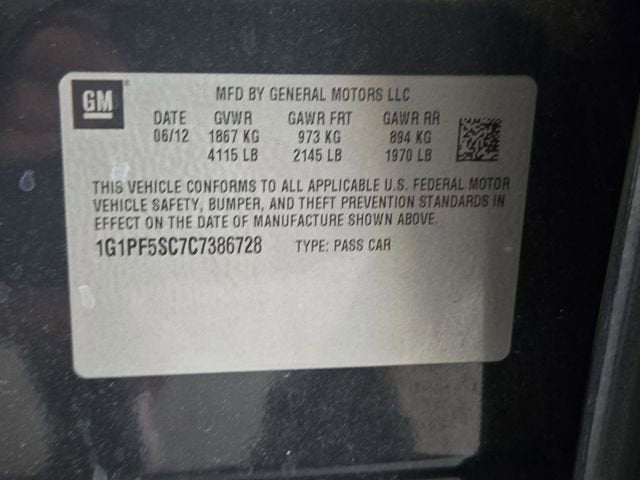 GM
MFD BY GENERAL MOTORS LLC
DATE GVWR GAWR FRT GAWR RR
06/12 1867 KG 973 KG 894 KG
4115 LB 2145 LB 1970 LB
THIS VEHICLE CONFORMS TO ALL APPLICABLE U.S. FEDERAL MOTOR
VEHICLE SAFETY, BUMPER, AND THEFT PREVENTION STANDARDS IN
EFFECT ON THE DATE OF MANUFACTURE SHOWN ABOVE.
1G1PF5SC7C7386728 TYPE: PASS CAR